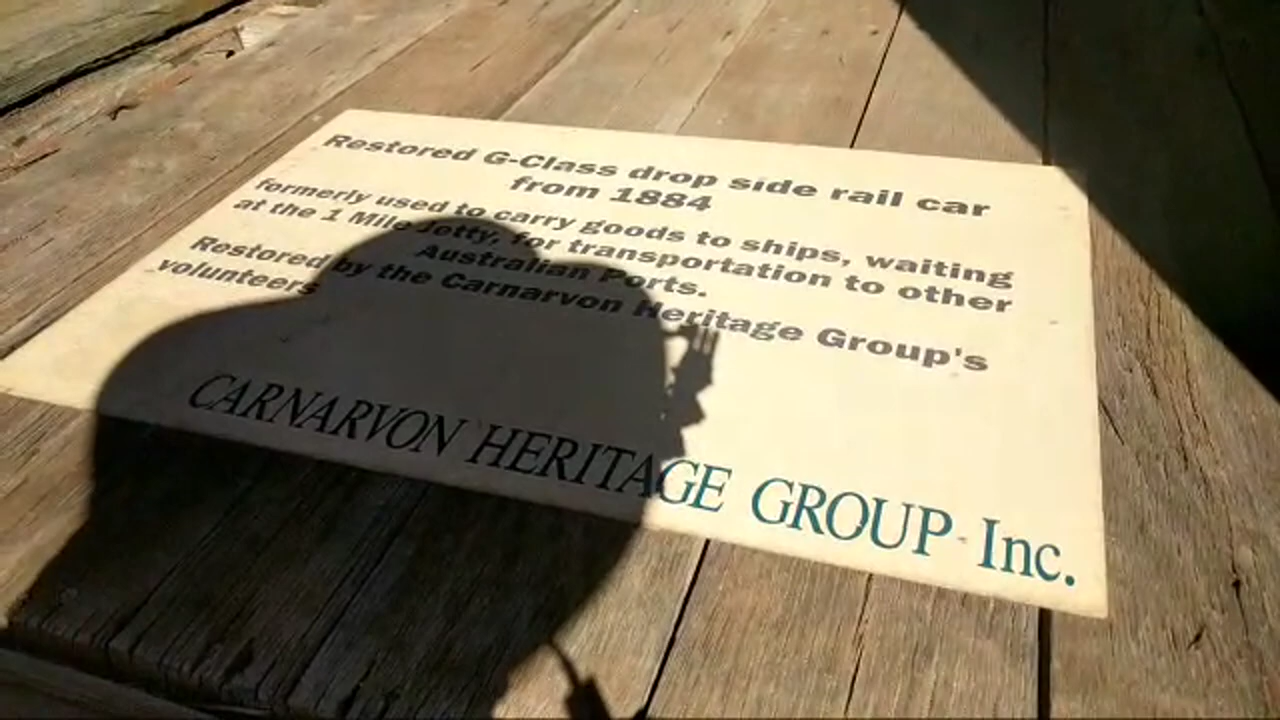 Restored G-Class drop side rail car
from 1884
formerly used to carry goods to ships, waiting
at the 1 Mile Jetty, for transportation to other
Australian Ports.
Restored by the Carnarvon Heritage Group's
volunteers
CARNARVON HERITAGE GROUP Inc.